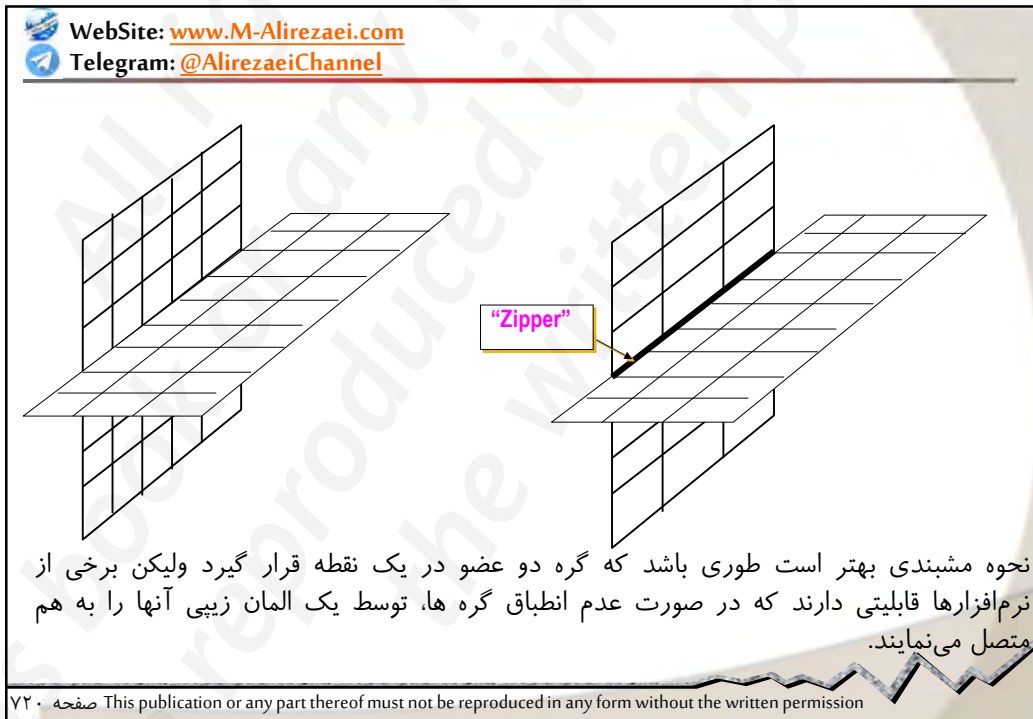 WebSite: www.M-Alirezaei.com
Telegram: @AlirezaeiChannel
“Zipper”
نحوه مشبندی بهتر است طوری باشد که گره دو عضو در یک نقطه قرار گیرد ولیکن برخی از
نرم‌افزارها قابلیتی دارند که در صورت عدم انطباق گره ها، توسط یک المان زیپی آنها را به هم
متصل می‌نمایند.
صفحه ۷۲۰ This publication or any part thereof must not be reproduced in any form without the written permission